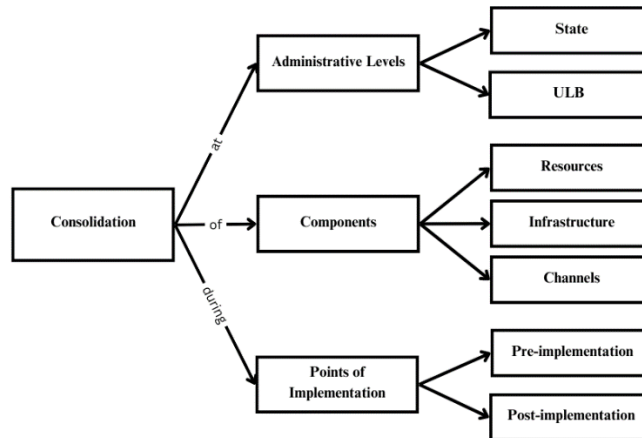 State
Administrative Levels
ULB
at
Resources
Consolidation
of
Components
Infrastructure
Channels
during
Pre-implementation
Points of
Implementation
Post-implementation